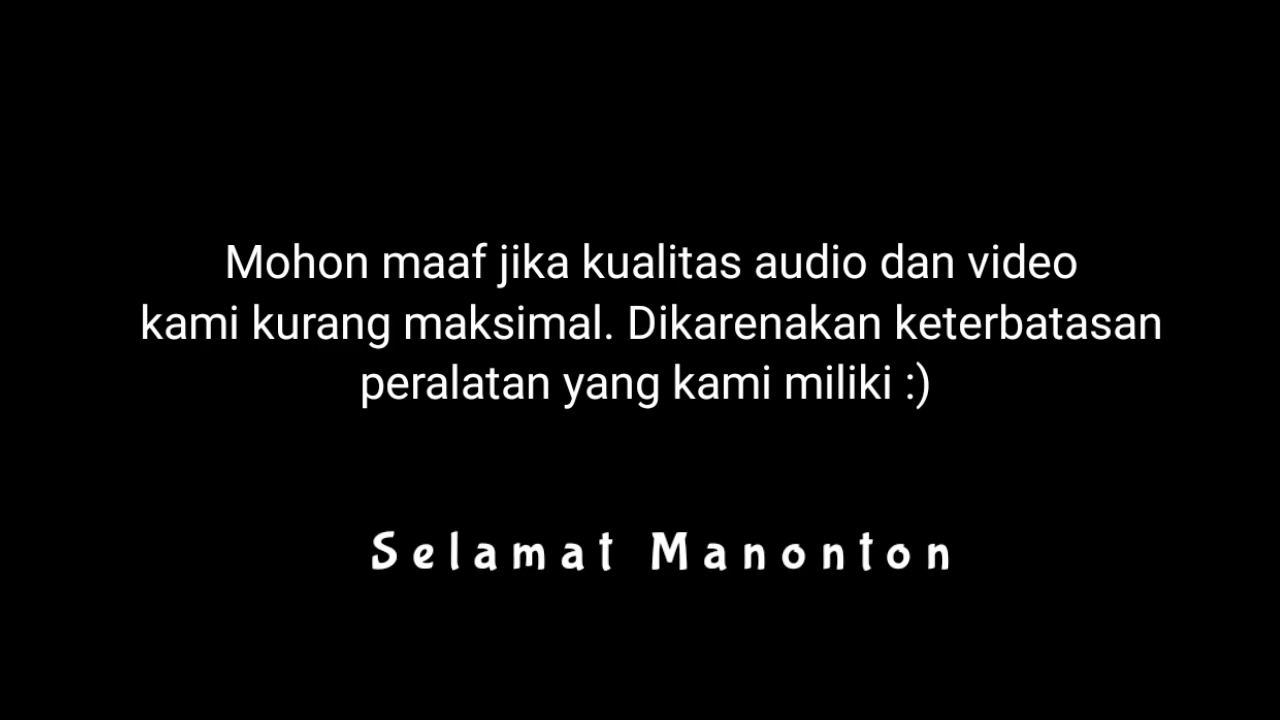 Mohon maaf jika kualitas audio dan video
kami kurang maksimal. Dikarenakan keterbatasan
peralatan yang kami miliki :)
Selamat Manonton